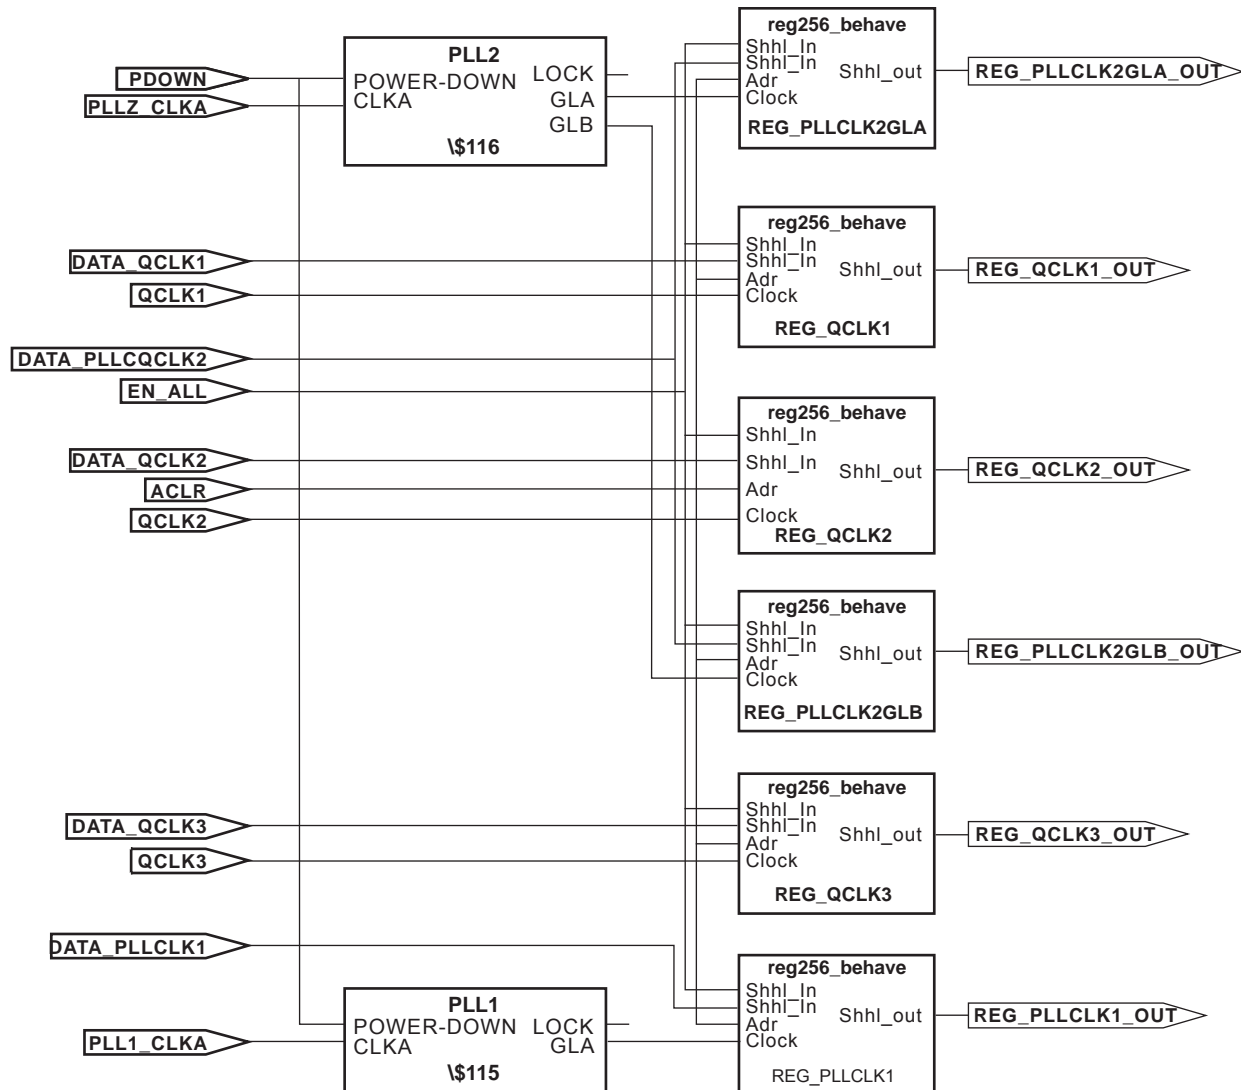 PDOWN
PLLZ_CLKA
PLL2
POWER-DOWN
CLKA
LOCK
GLA
GLB
\$116
reg256_behave
Shhl_In
Shhl_In
Adr
Clock
Shhl_out
REG_PLLCLK2GLA
REG_PLLCLK2GLA_OUT
DATA_QCLK1
QCLK1
reg256_behave
Shhl_In
Shhl_In
Adr
Clock
Shhl_out
REG_QCLK1
REG_QCLK1_OUT
DATA_PLLCQCLK2
EN_ALL
DATA_QCLK2
ACLR
QCLK2
reg256_behave
Shhl_In
Shhl_In
Adr
Clock
Shhl_out
REG_QCLK2
REG_QCLK2_OUT
reg256_behave
Shhl_In
Shhl_In
Adr
Clock
Shhl_out
REG_PLLCLK2GLB
REG_PLLCLK2GLB_OUT
DATA_QCLK3
QCLK3
reg256_behave
Shhl_In
Shhl_In
Adr
Clock
Shhl_out
REG_QCLK3
REG_QCLK3_OUT
DATA_PLLCLK1
PLL1_CLKA
PLL1
POWER-DOWN
CLKA
LOCK
GLA
\$115
reg256_behave
Shhl_In
Shhl_In
Adr
Clock
Shhl_out
REG_PLLCLK1
REG_PLLCLK1_OUT